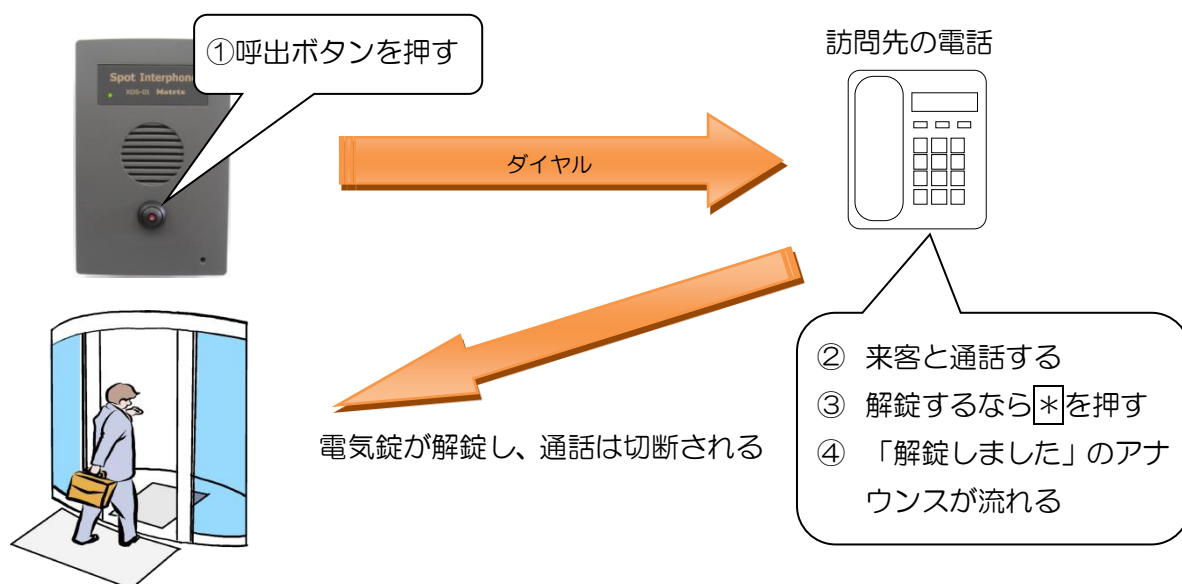 ①呼出ボタンを押す
Spot Interphone
XDS-01 Matrix
訪問先の電話
ダイヤル
② 来客と通話する
③ 解錠するなら*を押す
④ 「解錠しました」のアナ
ウンスが流れる
電気錠が解錠し、通話は切断される